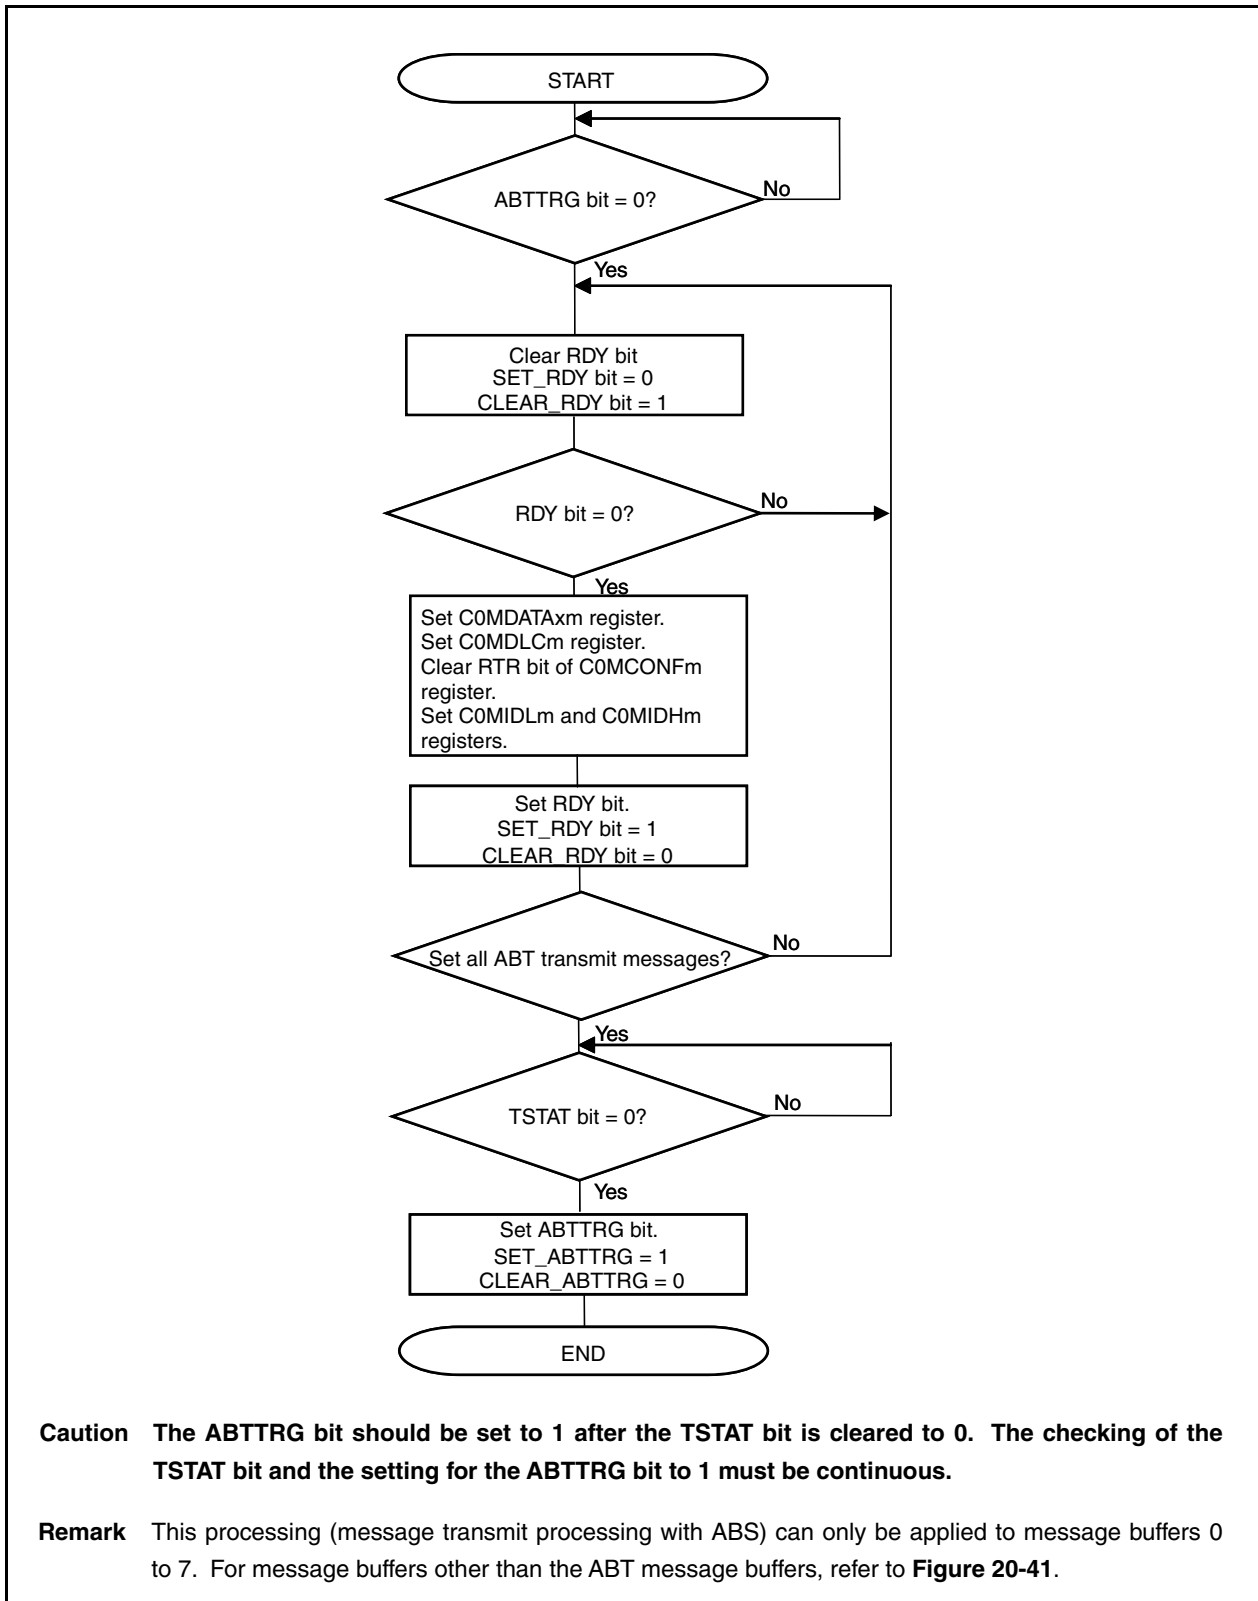 START
ABTTRG bit = 0?
No
Yes
Clear RDY bit
SET_RDY bit = 0
CLEAR_RDY bit = 1
RDY bit = 0?
No
Yes
Set C0MDATAxm register.
Set C0MDLCm register.
Clear RTR bit of C0MCONFm
register.
Set C0MIDLm and C0MIDHm
registers.
Set RDY bit.
SET_RDY bit = 1
CLEAR_RDY bit = 0
Set all ABT transmit messages?
No
Yes
TSTAT bit = 0?
No
Yes
Set ABTTRG bit.
SET_ABTTRG = 1
CLEAR_ABTTRG = 0
END
Caution The ABTTRG bit should be set to 1 after the TSTAT bit is cleared to 0. The checking of the
TSTAT bit and the setting for the ABTTRG bit to 1 must be continuous.
Remark This processing (message transmit processing with ABS) can only be applied to message buffers 0
to 7. For message buffers other than the ABT message buffers, refer to Figure 20-41.